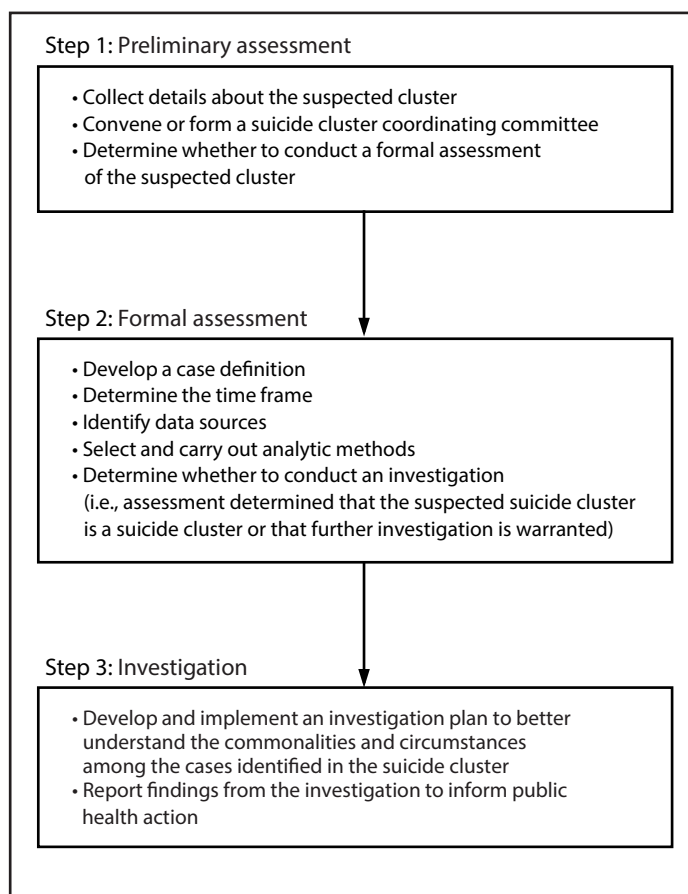 Step 1: Preliminary assessment
• Collect details about the suspected cluster
• Convene or form a suicide cluster coordinating committee
• Determine whether to conduct a formal assessment
of the suspected cluster
Step 2: Formal assessment
• Develop a case definition
• Determine the time frame
• Identify data sources
• Select and carry out analytic methods
• Determine whether to conduct an investigation
(i.e., assessment determined that the suspected suicide cluster
is a suicide cluster or that further investigation is warranted)
Step 3: Investigation
• Develop and implement an investigation plan to better
understand the commonalities and circumstances
among the cases identified in the suicide cluster
• Report findings from the investigation to inform public
health action